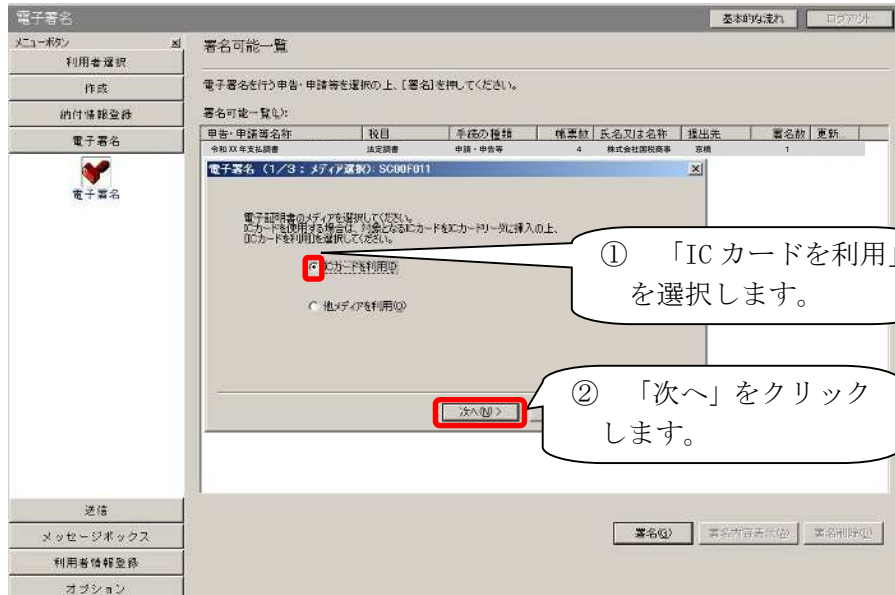 電子署名
基本的な流れ
ログアウト
メニューボタン
利用者選択
作成
納付情報登録
電子署名
電子署名
送信
メッセージボックス
利用者情報登録
オプション
署名可能一覧
電子署名を行う申告・申請等を選択の上、[署名]を押してください。
署名可能一覧(L):
申告・申請等名称 税目 手続の種類 帳票数 氏名又は名称 提出先 署名数 更新...
令和 XX 年支払調書 法定調書 申請・申告等 4 株式会社国税商事 京橋 1
電子署名 (1/3:メディア選択): SC00F011
電子証明書のメディアを選択してください。
ICカードを使用する場合は、対象となるICカードをICカードリーダに挿入の上、
[ICカードを利用]を選択してください。
ICカードを利用(I)
他メディアを利用(O)
次へ(N) >
① 「IC カードを利用」
を選択します。
② 「次へ」をクリック
します。
署名(G)
署名内容表示(A)
署名削除(D)